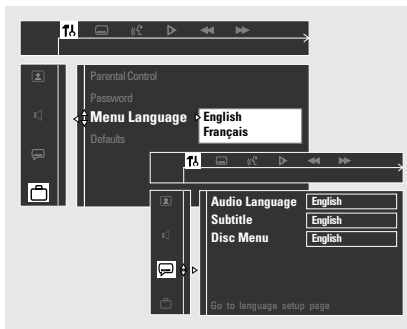 Parental Control
Password
Menu Language English
Français
Defaults
Audio Language English
Subtitle English
Disc Menu English
Go to language setup page